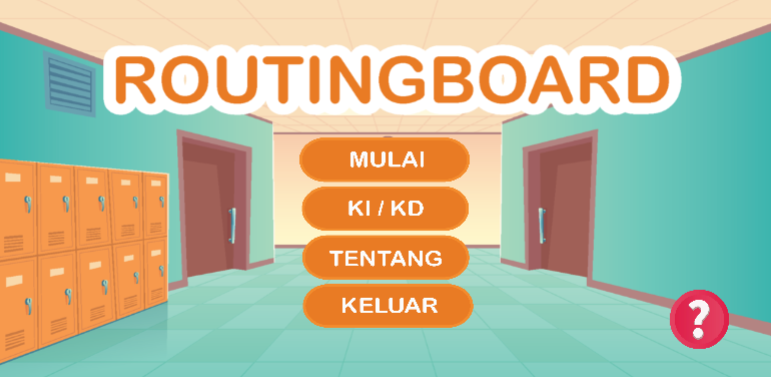 ROUTINGBOARD
MULAI
KI / KD
TENTANG
KELUAR
?